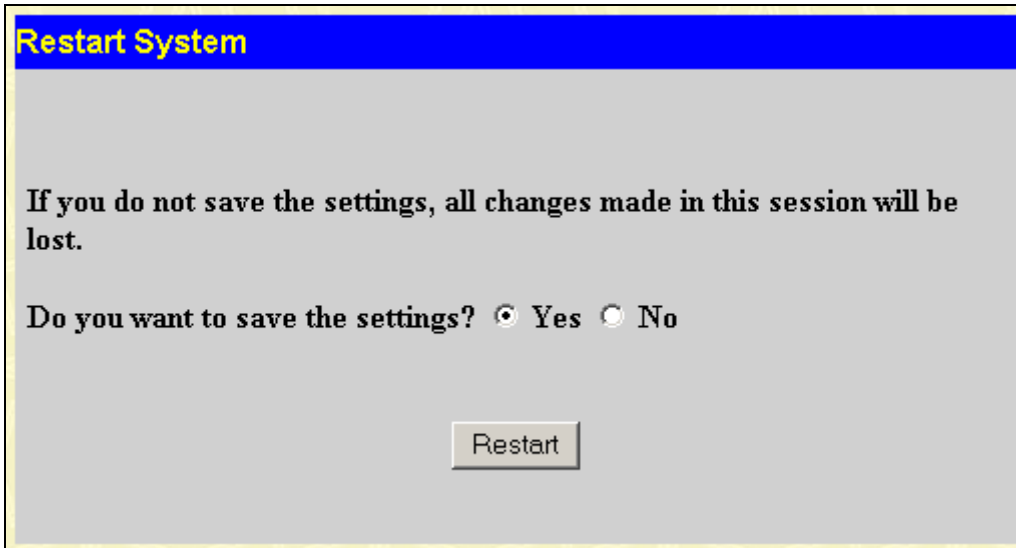 Restart System
If you do not save the settings, all changes made in this session will be
lost.
Do you want to save the settings? Yes No
Restart